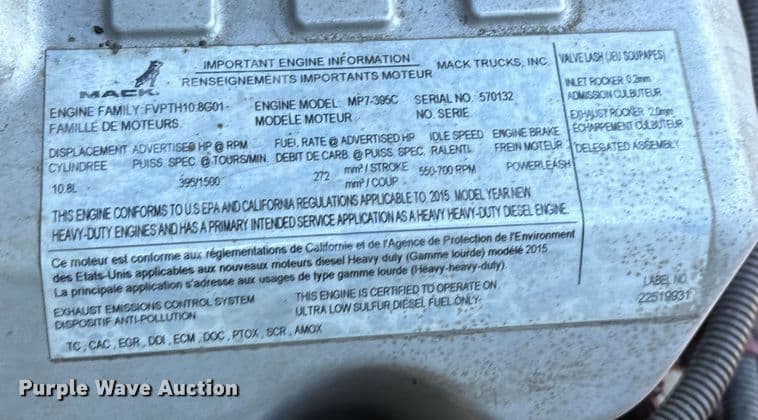 MACK
IMPORTANT ENGINE INFORMATION
RENSEIGNEMENTS IMPORTANTS MOTEUR
MACK TRUCKS, INC.
VALVE LASH (JEU SOUPAPES)
INLET ROCKER 0.2mm
ADMISSION CULBUTEUR
EXHAUST ROCKER 2.0mm
ECHAPPEMENT CULBUTEUR
DELEGATED ASSEMBLY
ENGINE FAMILY: FVPTH10.8G01
FAMILLE DE MOTEURS.
ENGINE MODEL: MP7-395C
MODELE MOTEUR
SERIAL NO: 570132
NO. SERIE.
DISPLACEMENT ADVERTISED HP @ RPM FUEL RATE @ ADVERTISED HP IDLE SPEED ENGINE BRAKE
CYLINDREE PUISS. SPEC. @ TOURS/MIN. DEBIT DE CARB. @ PUISS. SPEC. RALENTI. FREIN MOTEUR
10.8L 395/1500 272 mm³ / STROKE 550-700 RPM POWERLEASH
mm³ / COUP
THIS ENGINE CONFORMS TO U.S EPA AND CALIFORNIA REGULATIONS APPLICABLE TO, 2015 MODEL YEAR NEW
HEAVY-DUTY ENGINES AND HAS A PRIMARY INTENDED SERVICE APPLICATION AS A HEAVY HEAVY-DUTY DIESEL ENGINE.
Ce moteur est conforme aux réglementations de Californie et de l'Agence de Protection de l'Environment
des Etats-Unis applicables aux nouveaux moteurs diesel Heavy duty (Gamme lourde) modélé 2015
La principale application s'adresse aux usages de type gamme lourde (Heavy-heavy-duty).
EXHAUST EMISSIONS CONTROL SYSTEM
DISPOSITIF ANTI-POLLUTION
THIS ENGINE IS CERTIFIED TO OPERATE ON
ULTRA LOW SULFUR DIESEL FUEL ONLY
LABEL NO.
22519931
TC , CAC , EGR , DDI , ECM , DOC , PTOX , SCR , AMOX
Purple Wave Auction